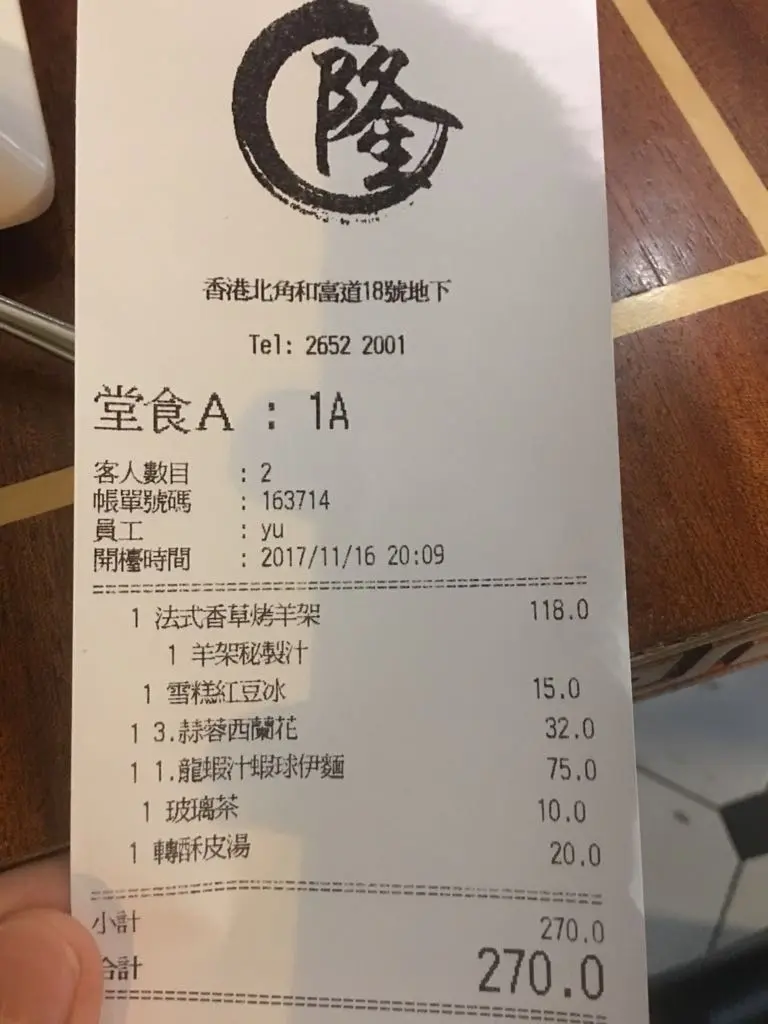 隆
香港北角和富道18號地下
Tel: 2652 2001
堂食A : 1A
客人數目 : 2
帳單號碼 : 163714
員工 : yu
開檯時間 : 2017/11/16 20:09
1 法式香草烤羊架 118.0
1 羊架秘製汁
1 雪糕紅豆冰 15.0
1 3.蒜蓉西蘭花 32.0
1 1.龍蝦汁蝦球伊麵 75.0
1 玻璃茶 10.0
1 轉酥皮湯 20.0
小計 270.0
合計 270.0